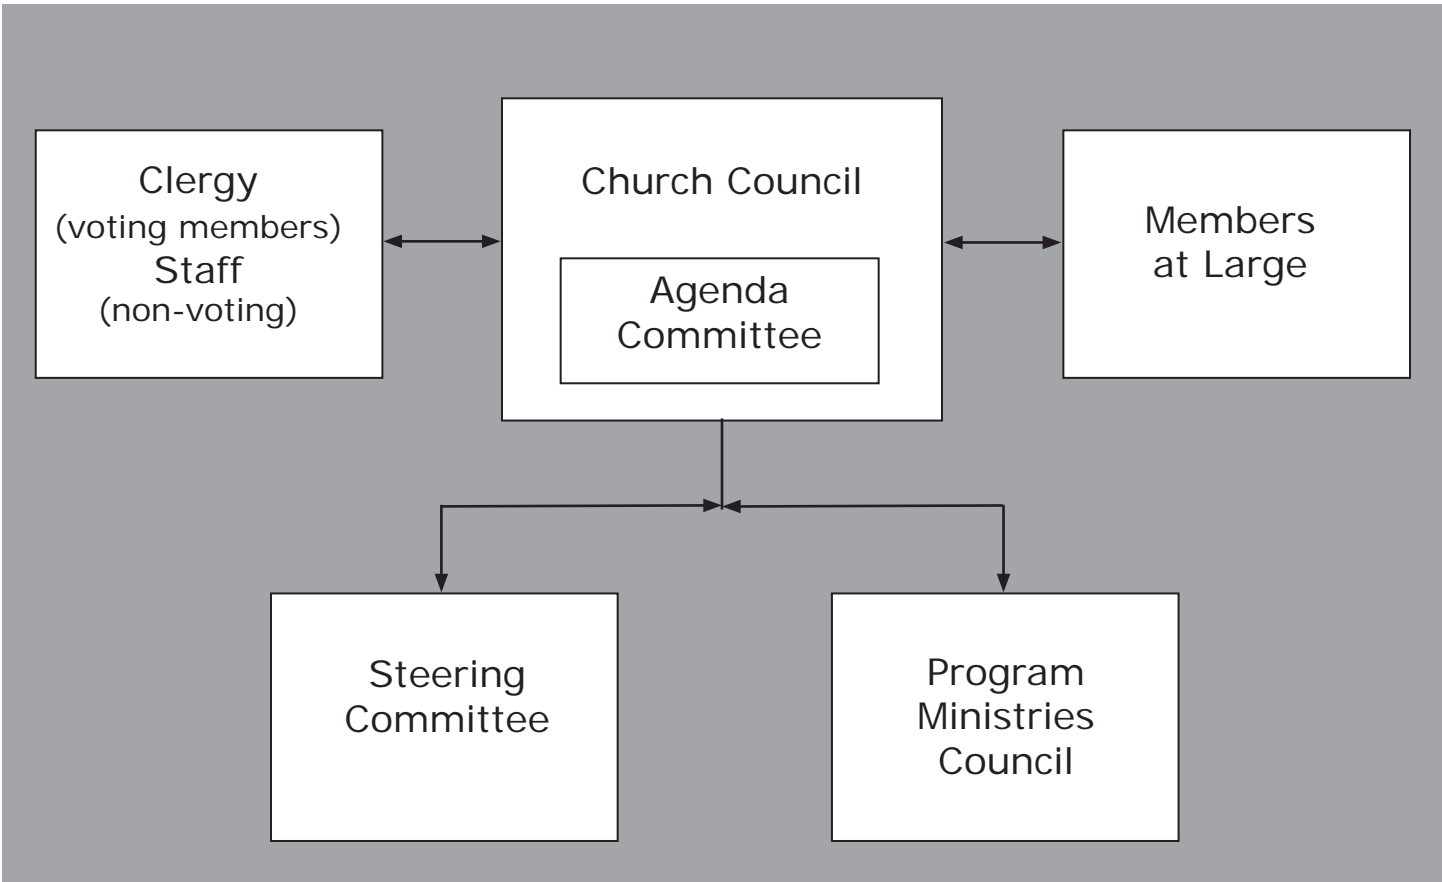 Clergy
(voting members)
Staff
(non-voting)
Church Council
Agenda
Committee
Members
at Large
Steering
Committee
Program
Ministries
Council